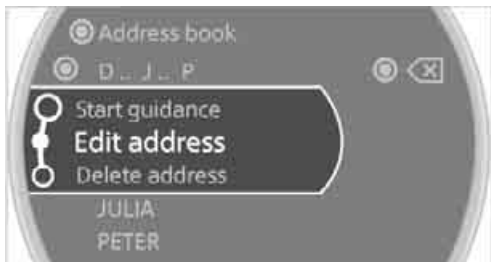 Address book
D .. J .. P
Start guidance
Edit address
Delete address
JULIA
PETER